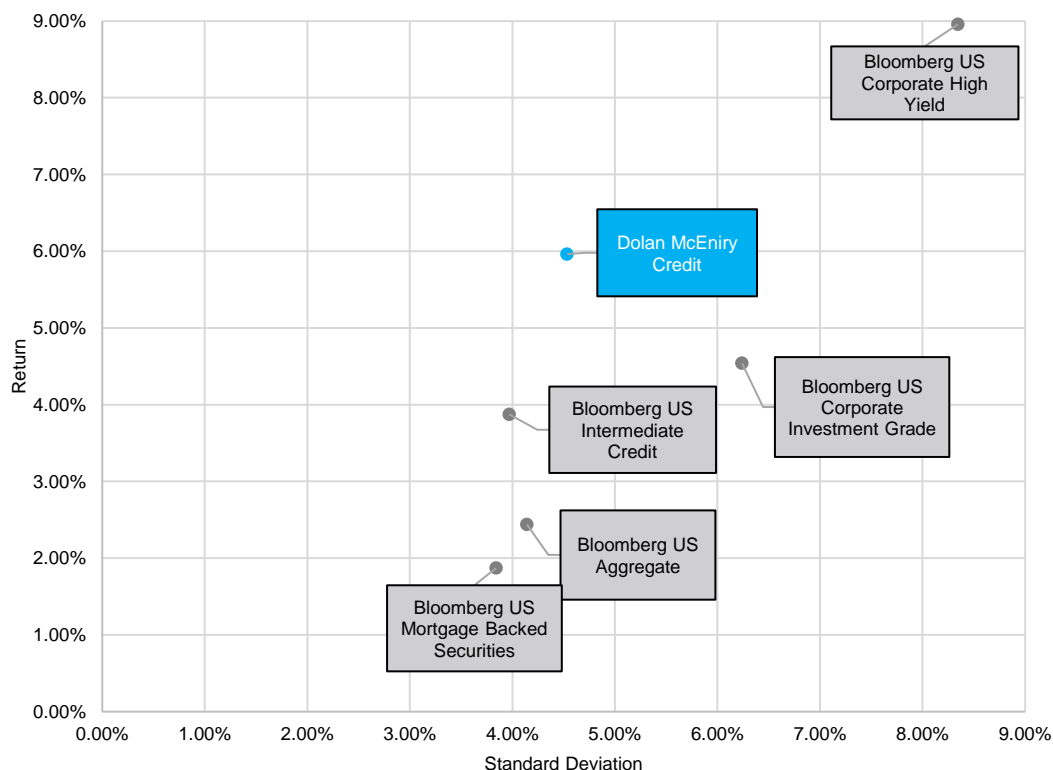 9.00%
Bloomberg US
Corporate High
Yield
8.00%
7.00%
Dolan McEniry
Credit
6.00%
5.00%
Bloomberg US
Corporate
Investment Grade
Return
4.00%
Bloomberg US
Intermediate
Credit
3.00%
Bloomberg US
Aggregate
2.00%
Bloomberg US
Mortgage Backed
Securities
1.00%
0.00%
0.00% 1.00% 2.00% 3.00% 4.00% 5.00% 6.00% 7.00% 8.00% 9.00%
Standard Deviation